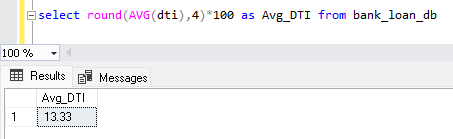 select round(AVG(dti),4)*100 as Avg_DTI from bank_loan_db
100 %
Results Messages
Avg_DTI
1 13.33